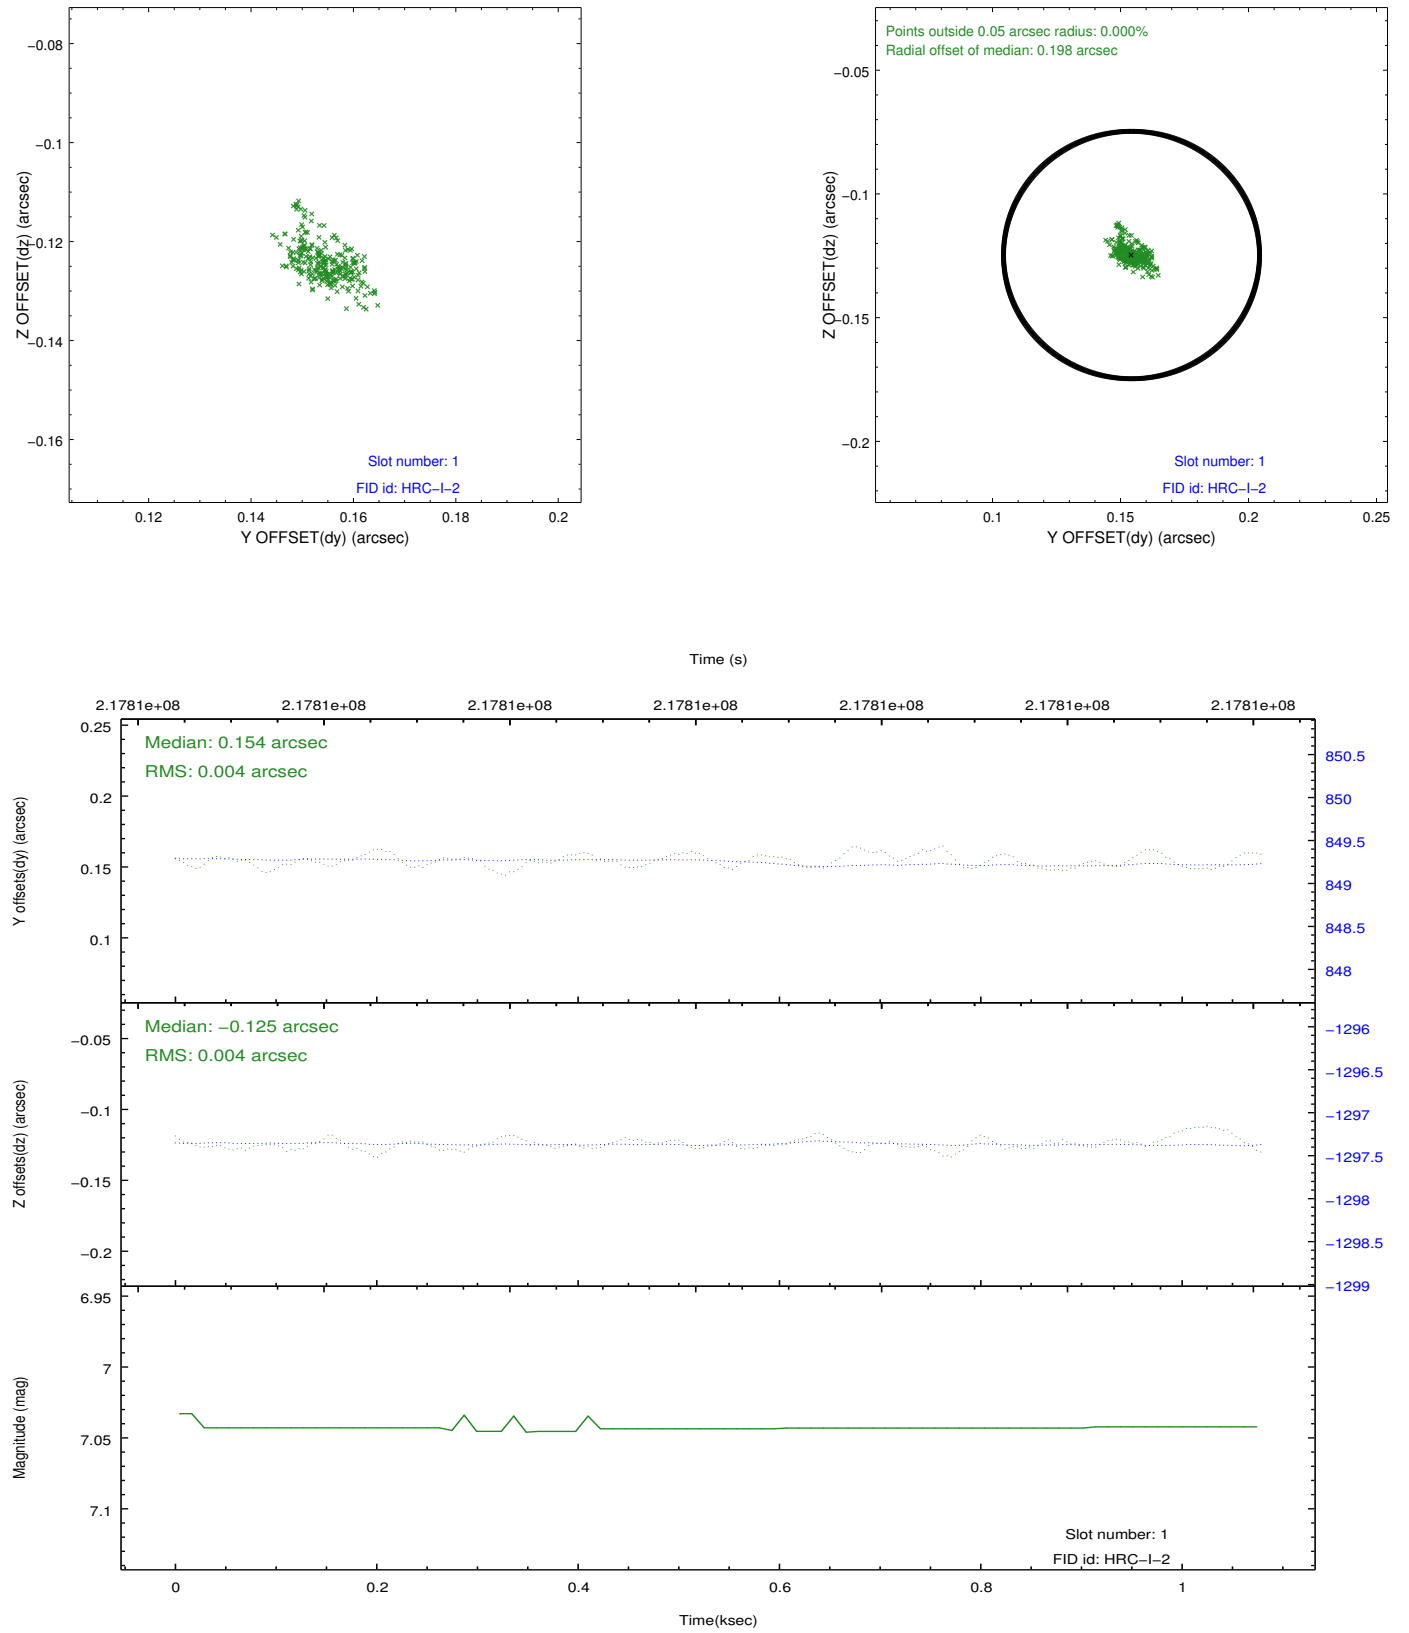 −0.08
−0.1
−0.12
−0.14
−0.16
Z OFFSET(dz) (arcsec)
Slot number: 1
FID id: HRC−I−2
0.12 0.14 0.16 0.18 0.2
Y OFFSET(dy) (arcsec)
Points outside 0.05 arcsec radius: 0.000%
Radial offset of median: 0.198 arcsec
−0.05
−0.1
−0.15
−0.2
Z OFFSET(dz) (arcsec)
Slot number: 1
FID id: HRC−I−2
0.1 0.15 0.2 0.25
Y OFFSET(dy) (arcsec)
Time (s)
2.1781e+08 2.1781e+08 2.1781e+08 2.1781e+08 2.1781e+08 2.1781e+08 2.1781e+08
Median: 0.154 arcsec
RMS: 0.004 arcsec
0.25
0.2
0.15
0.1
Y offsets(dy) (arcsec)
850.5
850
849.5
849
848.5
848
Median: −0.125 arcsec
RMS: 0.004 arcsec
−0.05
−0.1
−0.15
−0.2
Z offsets(dz) (arcsec)
−1296
−1296.5
−1297
−1297.5
−1298
−1298.5
−1299
6.95
7
7.05
7.1
Magnitude (mag)
Slot number: 1
FID id: HRC−I−2
0 0.2 0.4 0.6 0.8 1
Time(ksec)